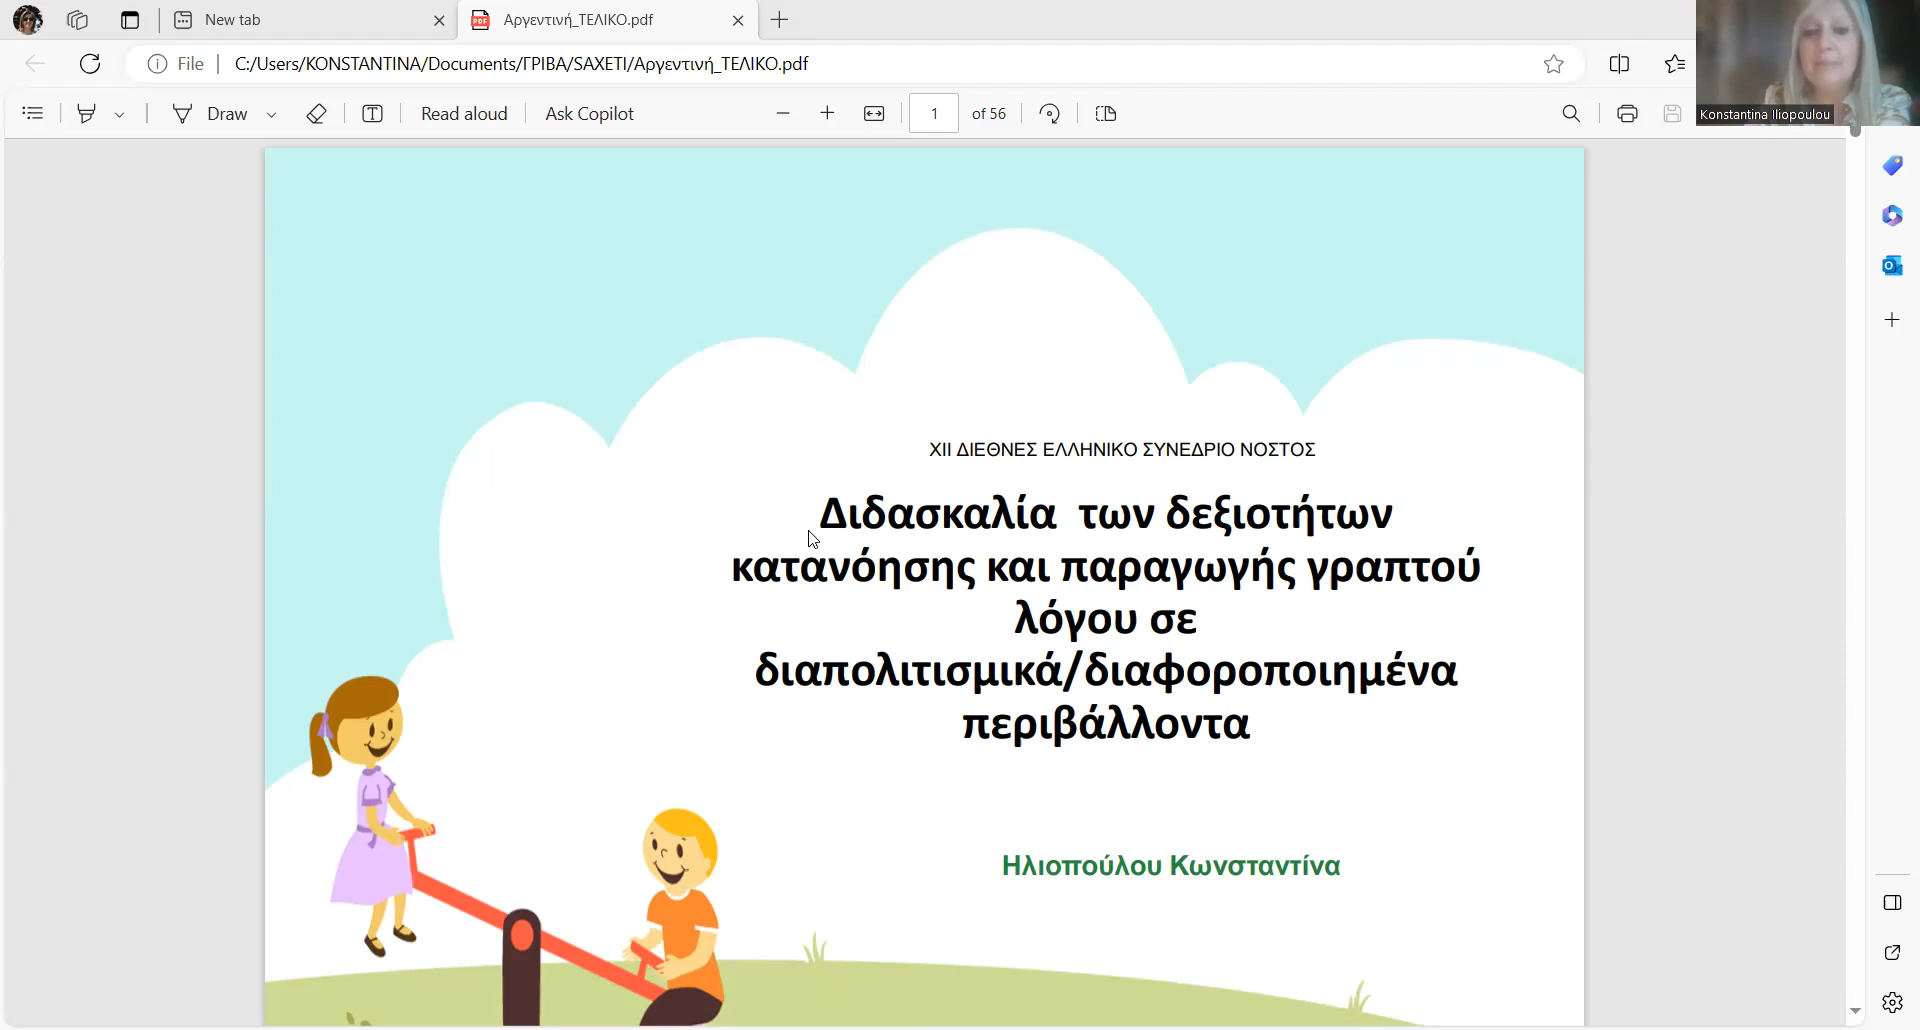 New tab
Αργεντινή_ΤΕΛΙΚΟ.pdf
File
C:/Users/KONSTANTINA/Documents/ΓΡΙΒΑ/SAXETI/Αργεντινή_ΤΕΛΙΚΟ.pdf
Draw
Read aloud
Ask Copilot
1 of 56
Konstantina Iliopoulou
XII ΔΙΕΘΝΕΣ ΕΛΛΗΝΙΚΟ ΣΥΝΕΔΡΙΟ ΝΟΣΤΟΣ
Διδασκαλία των δεξιοτήτων
κατανόησης και παραγωγής γραπτού
λόγου σε
διαπολιτισμικά/διαφοροποιημένα
περιβάλλοντα
Ηλιοπούλου Κωνσταντίνα